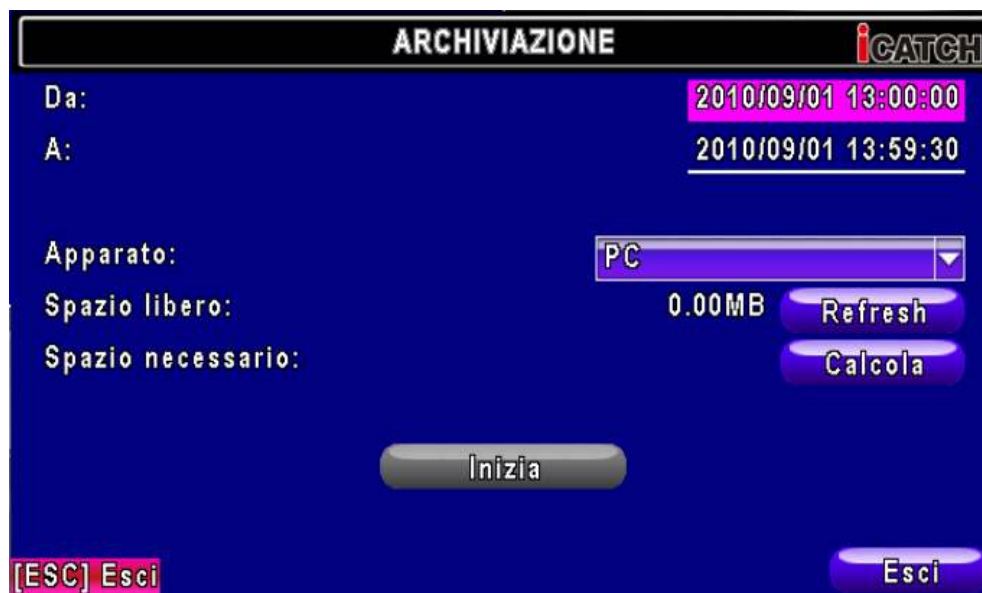 ARCHIVIAZIONE iCATCH
Da: 2010/09/01 13:00:00
A: 2010/09/01 13:59:30
Apparato: PC
Spazio libero: 0.00MB Refresh
Spazio necessario: Calcola
Inizia
[ESC] Esci Esci